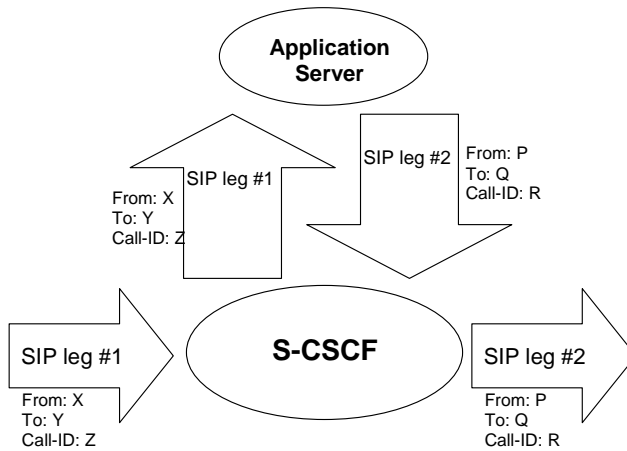 Application
Server
SIP leg #1
From: X
To: Y
Call-ID: Z
SIP leg #2
From: P
To: Q
Call-ID: R
SIP leg #1
From: X
To: Y
Call-ID: Z
S-CSCF
SIP leg #2
From: P
To: Q
Call-ID: R